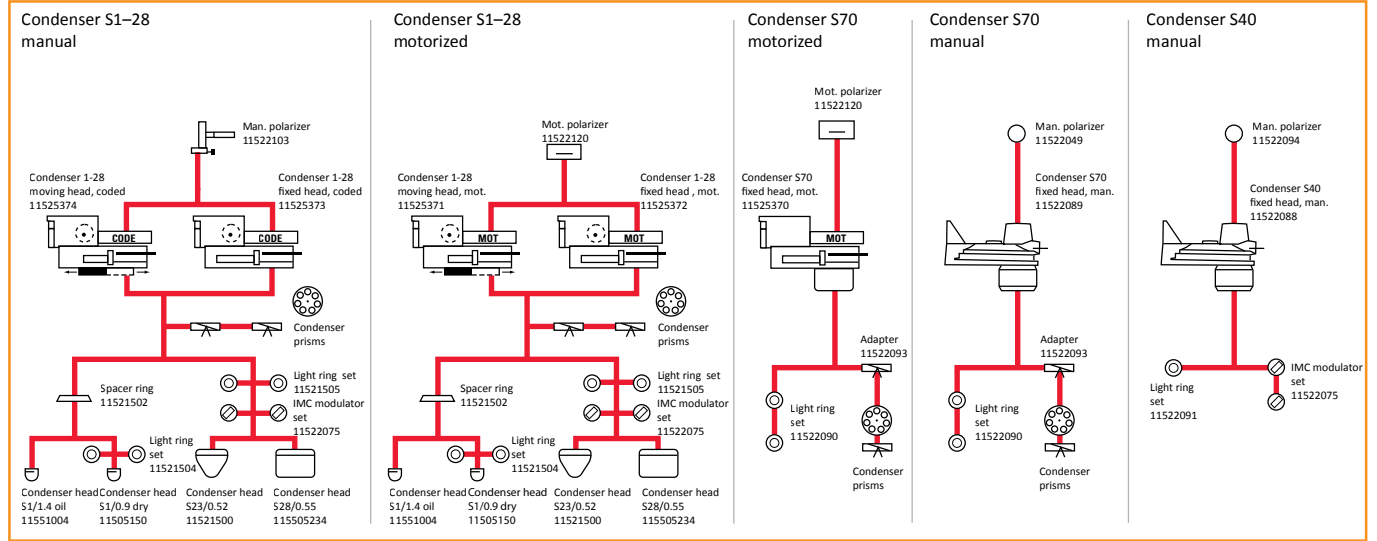 Condenser S1–28
manual
Man. polarizer
11522103
Condenser 1-28
moving head, coded
11525374
Condenser 1-28
fixed head, coded
11525373
CODE
CODE
Condenser
prisms
Spacer ring
11521502
Light ring set
11521505
IMC modulator
set
11522075
Light ring
set
11521504
Condenser head
S1/1.4 oil
11551004
Condenser head
S1/0.9 dry
11505150
Condenser head
S23/0.52
11521500
Condenser head
S28/0.55
115505234
Condenser S1–28
motorized
Mot. polarizer
11522120
Condenser 1-28
moving head, mot.
11525371
Condenser 1-28
fixed head , mot.
11525372
MOT
MOT
Condenser
prisms
Spacer ring
11521502
Light ring set
11521505
IMC modulator
set
11522075
Light ring
set
11521504
Condenser head
S1/1.4 oil
11551004
Condenser head
S1/0.9 dry
11505150
Condenser head
S23/0.52
11521500
Condenser head
S28/0.55
115505234
Condenser S70
motorized
Mot. polarizer
11522120
Condenser S70
fixed head, mot.
11525370
MOT
Adapter
11522093
Light ring
set
11522090
Condenser
prisms
Condenser S70
manual
Man. polarizer
11522049
Condenser S70
fixed head, man.
11522089
Adapter
11522093
Light ring
set
11522090
Condenser
prisms
Condenser S40
manual
Man. polarizer
11522094
Condenser S40
fixed head, man.
11522088
Light ring
set
11522091
IMC modulator
set
11522075